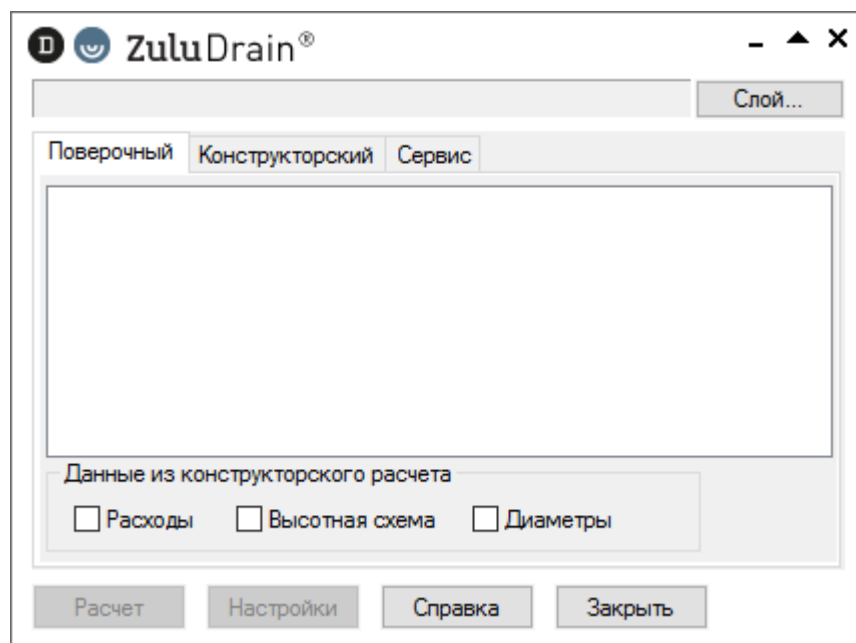 D ZuluDrain®
Слой...
Поверочный Конструкторский Сервис
Данные из конструкторского расчета
Расходы Высотная схема Диаметры
Расчет Настройки Справка Закрыть